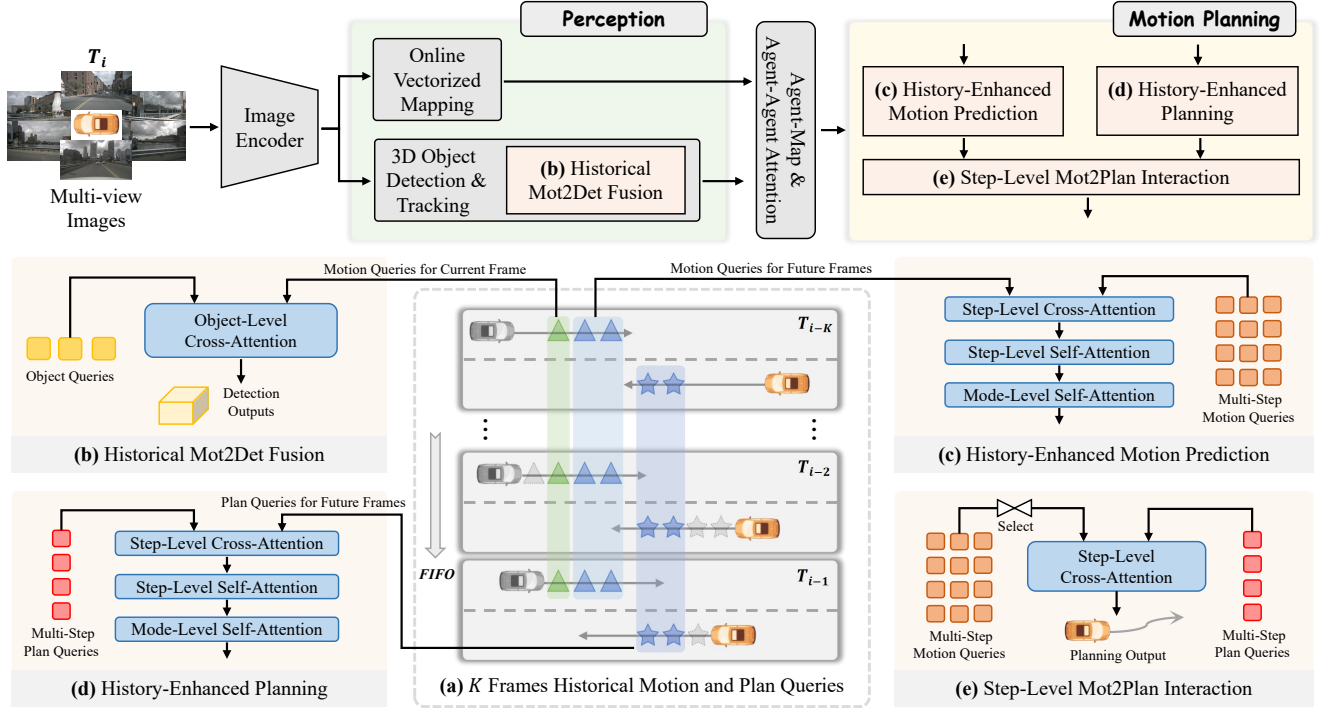 Perception
Motion Planning
T_i
Multi-view
Images
Image
Encoder
Online
Vectorized
Mapping
3D Object
Detection &
Tracking
(b) Historical
Mot2Det Fusion
Agent-Map &
Agent-Agent Attention
(c) History-Enhanced
Motion Prediction
(d) History-Enhanced
Planning
(e) Step-Level Mot2Plan Interaction
Motion Queries for Current Frame
Motion Queries for Future Frames
Object-Level
Cross-Attention
Object Queries
Detection
Outputs
(b) Historical Mot2Det Fusion
T_{i-K}
T_{i-2}
T_{i-1}
FIFO
(a) K Frames Historical Motion and Plan Queries
Step-Level Cross-Attention
Step-Level Self-Attention
Mode-Level Self-Attention
Multi-Step
Motion Queries
(c) History-Enhanced Motion Prediction
Plan Queries for Future Frames
Step-Level Cross-Attention
Step-Level Self-Attention
Mode-Level Self-Attention
Multi-Step
Plan Queries
(d) History-Enhanced Planning
Select
Step-Level
Cross-Attention
Multi-Step
Motion Queries
Planning Output
Multi-Step
Plan Queries
(e) Step-Level Mot2Plan Interaction